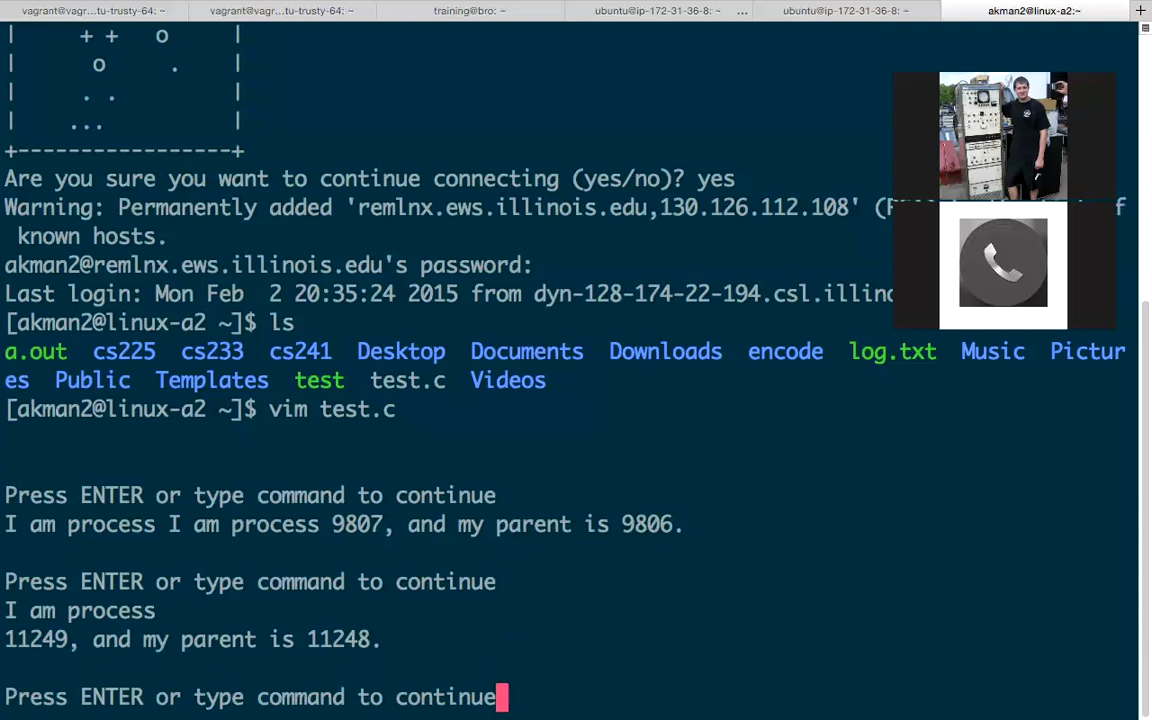 vagrant@vagr...tu-trusty-64: ~ vagrant@vagr...tu-trusty-64: ~ training@bro: ~ ubuntu@ip-172-31-36-8: ~ ... ubuntu@ip-172-31-36-8: ~ akman2@linux-a2:~ +
| + + o |
| o . |
| . . |
| ... |
+-----------------+
Are you sure you want to continue connecting (yes/no)? yes
Warning: Permanently added 'remlnx.ews.illinois.edu,130.126.112.108' ( f
known hosts.
akman2@remlnx.ews.illinois.edu's password:
Last login: Mon Feb 2 20:35:24 2015 from dyn-128-174-22-194.csl.illin
[akman2@linux-a2 ~]$ ls
a.out cs225 cs233 cs241 Desktop Documents Downloads encode log.txt Music Pictur
es Public Templates test test.c Videos
[akman2@linux-a2 ~]$ vim test.c
Press ENTER or type command to continue
I am process I am process 9807, and my parent is 9806.
Press ENTER or type command to continue
I am process
11249, and my parent is 11248.
Press ENTER or type command to continue